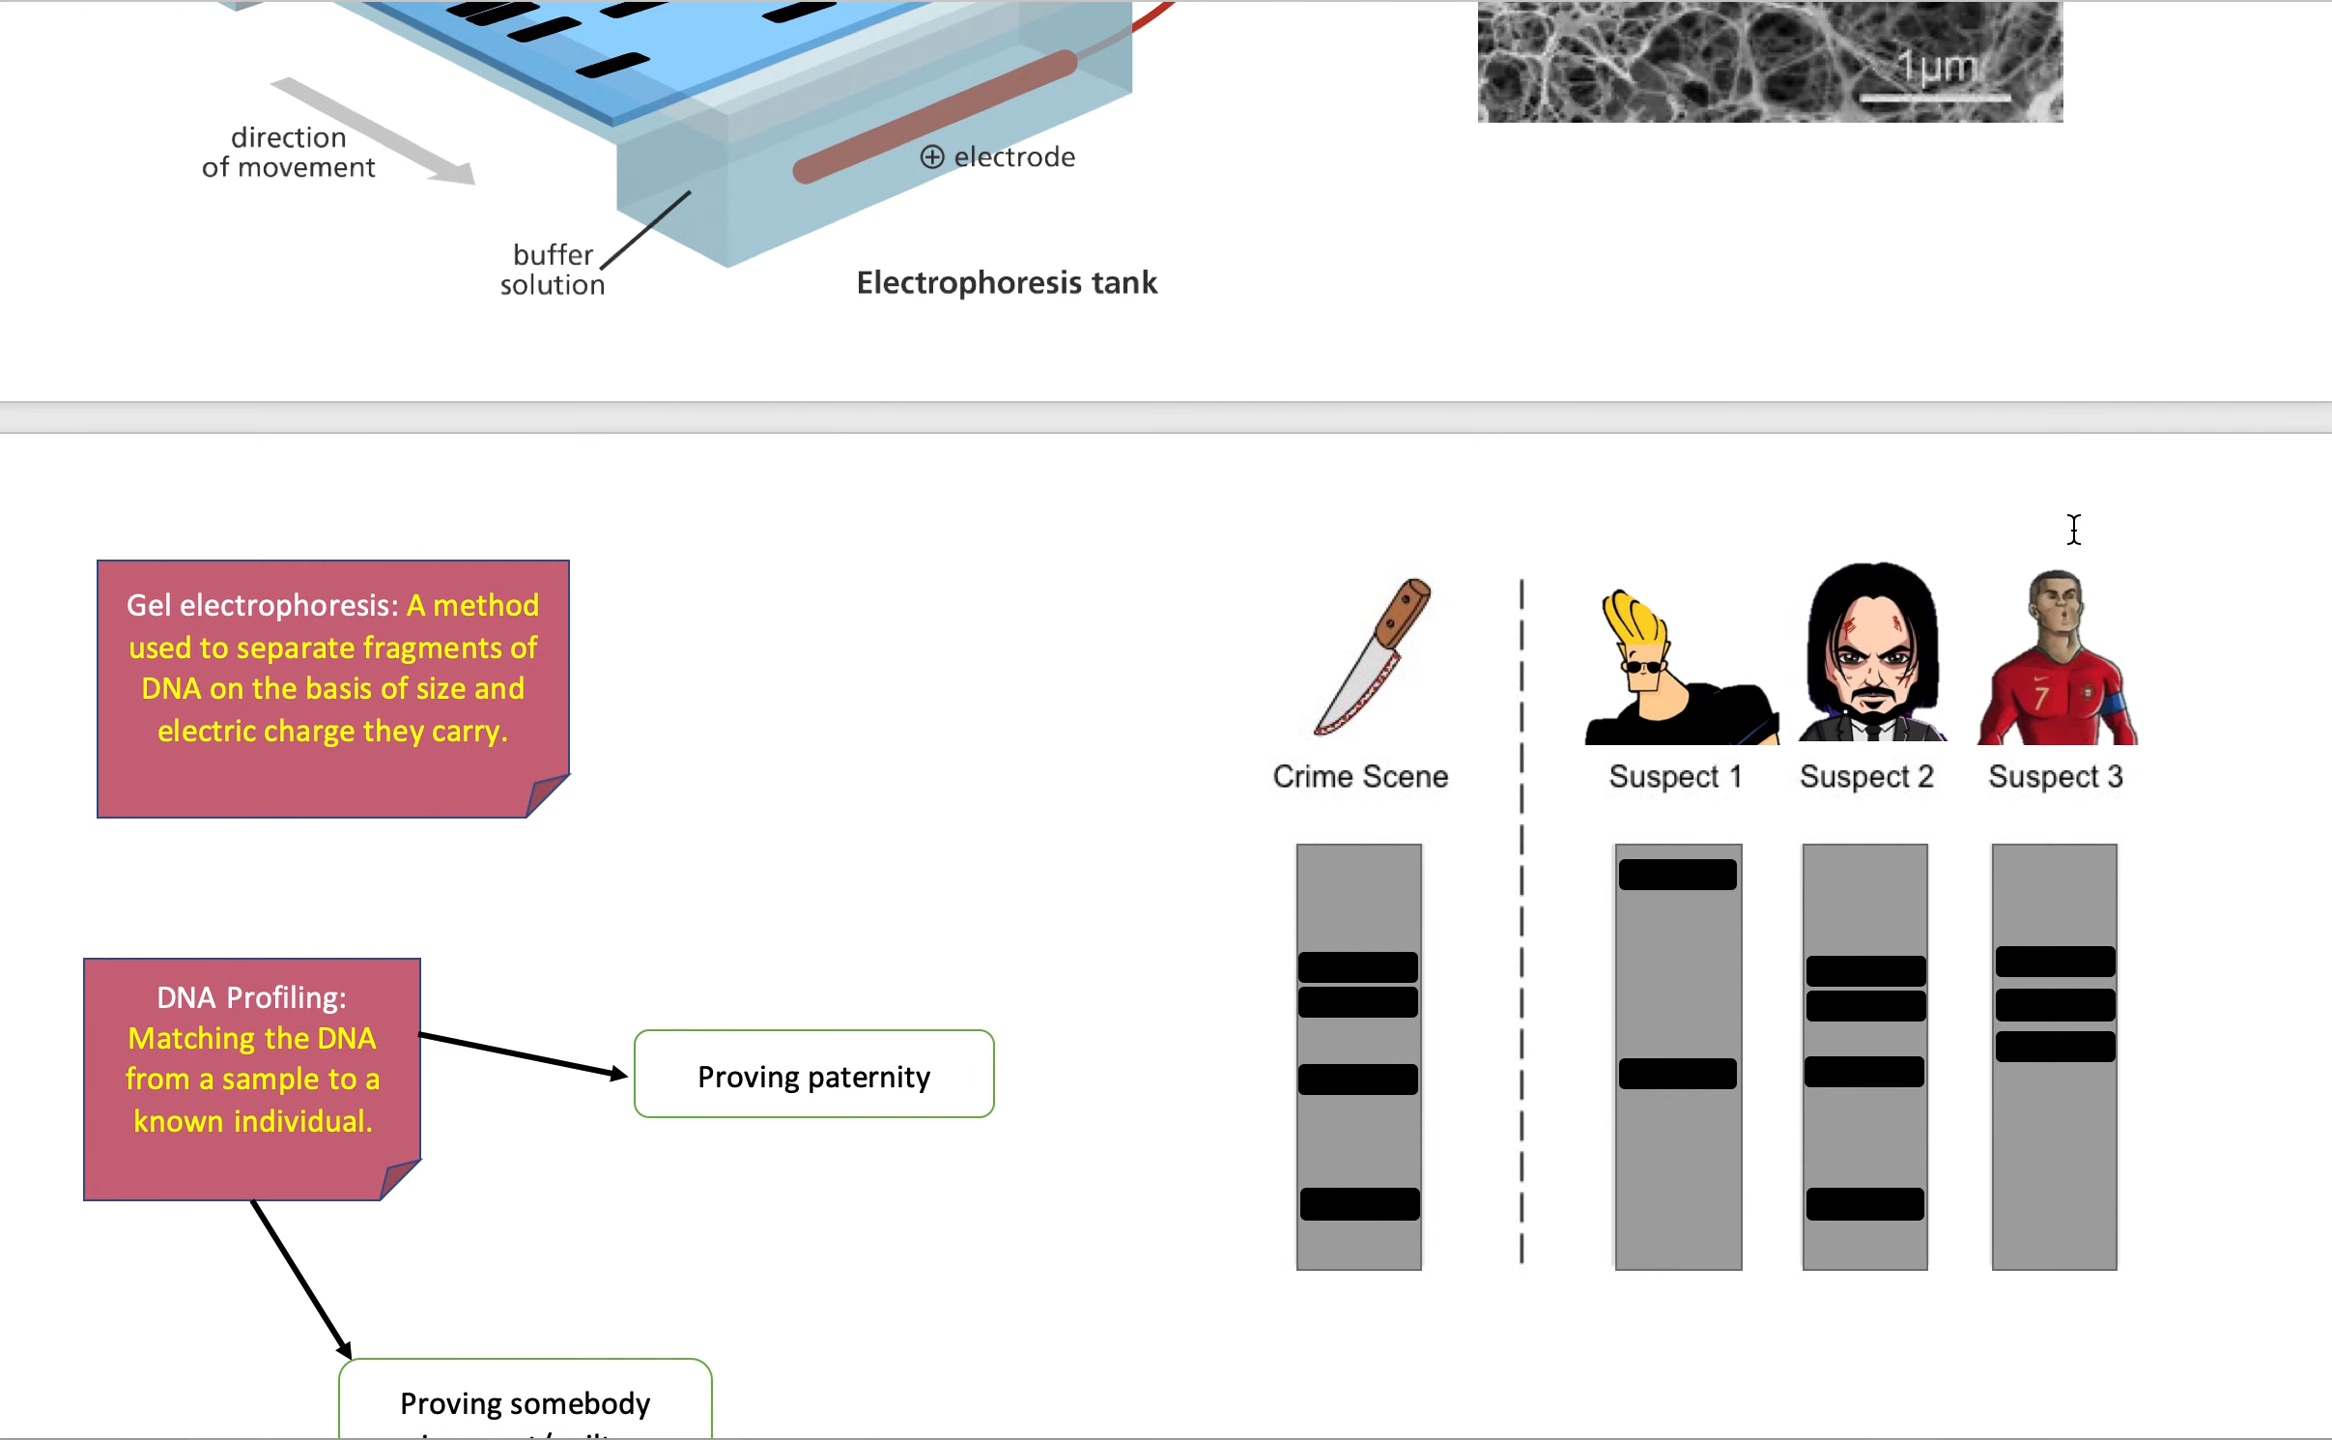 1µm
direction
of movement
⊕ electrode
buffer
solution
Electrophoresis tank
Gel electrophoresis: A method
used to separate fragments of
DNA on the basis of size and
electric charge they carry.
7
Crime Scene
Suspect 1
Suspect 2
Suspect 3
DNA Profiling:
Matching the DNA
from a sample to a
known individual.
Proving paternity
Proving somebody